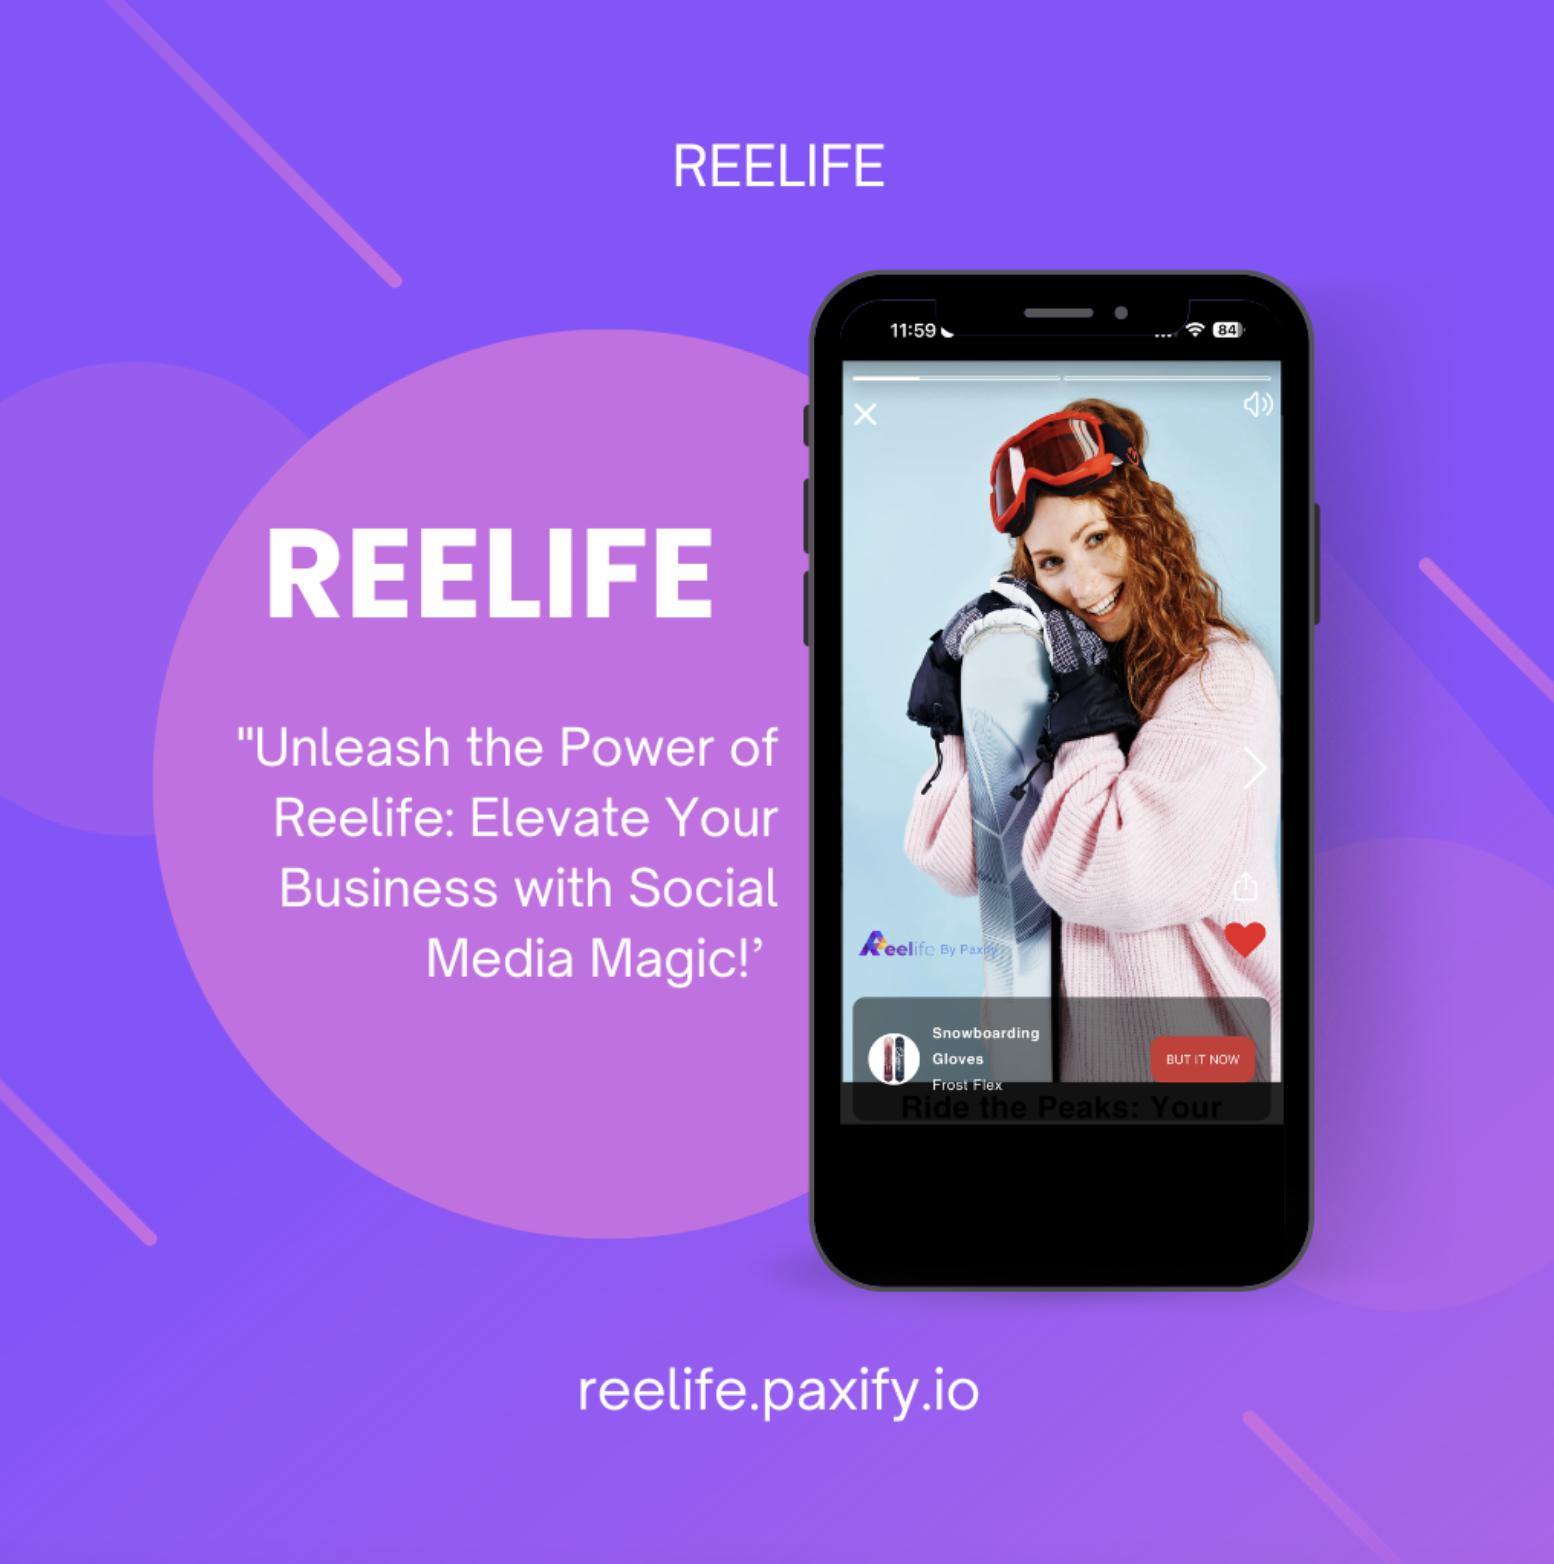 REELIFE
REELIFE
"Unleash the Power of
Reelife: Elevate Your
Business with Social
Media Magic!’
11:59
84
Reelife By Paxify
Snowboarding
Gloves
Frost Flex
BUT IT NOW
Ride the Peaks: Your
reelife.paxify.io